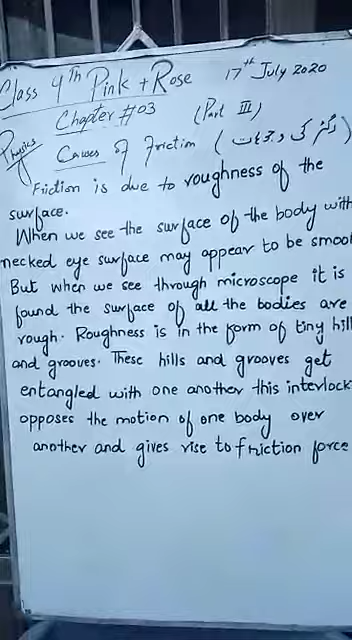 Class 4th Pink + Rose 17th July 2020
Chapter #03 (Part III)
Physics Causes of Friction (رگڑ کی وجوہات)
Friction is due to roughness of the
surface.
When we see the surface of the body with
necked eye surface may appear to be smoo
But when we see through microscope it is
found the surface of all the bodies are
rough. Roughness is in the form of tiny hill
and grooves. These hills and grooves get
entangled with one another this interlock
opposes the motion of one body over
another and gives rise to friction force